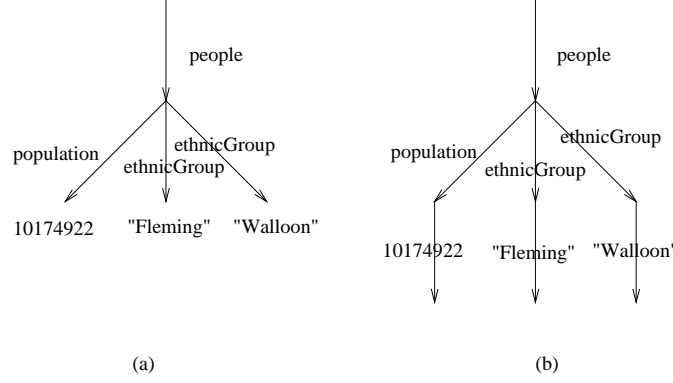 people
people
ethnicGroup
ethnicGroup
population
ethnicGroup
population
ethnicGroup
10174922 "Fleming" "Walloon"
10174922 "Fleming" "Walloon"
(a)
(b)